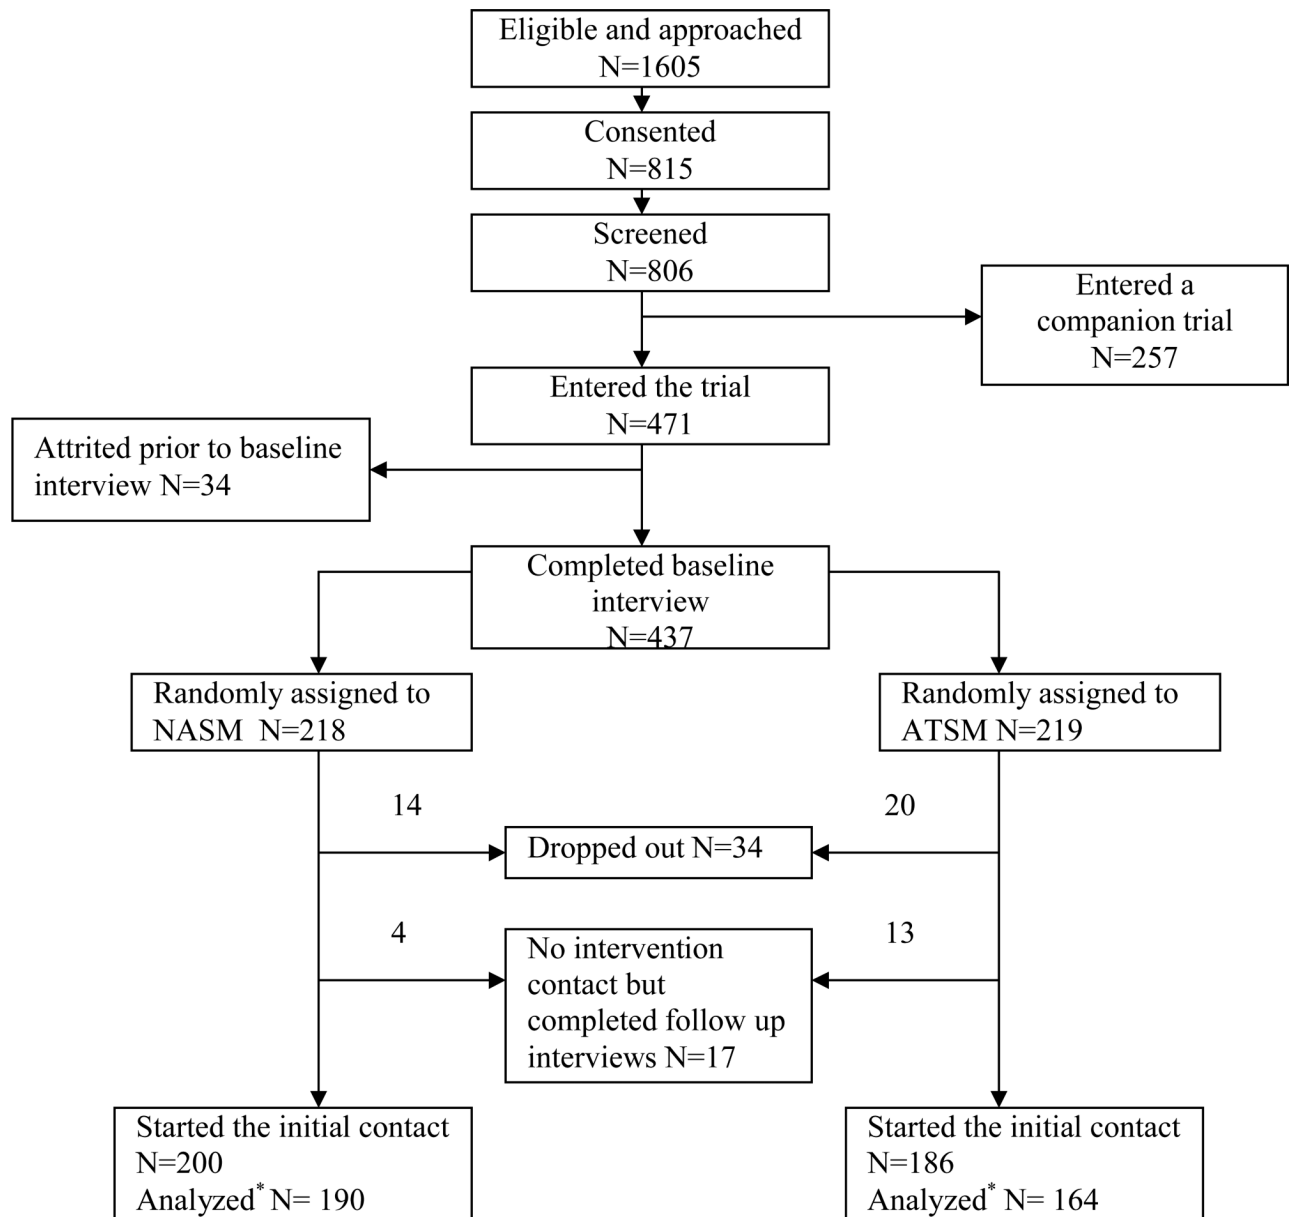 Eligible and approached
N=1605
Consented
N=815
Screened
N=806
Entered a
companion trial
N=257
Entered the trial
N=471
Attrited prior to baseline
interview N=34
Completed baseline
interview
N=437
Randomly assigned to
NASM  N=218
Randomly assigned to
ATSM N=219
14
20
Dropped out N=34
4
13
No intervention
contact but
completed follow up
interviews N=17
Started the initial contact
N=200
Analyzed* N= 190
Started the initial contact
N=186
Analyzed* N= 164